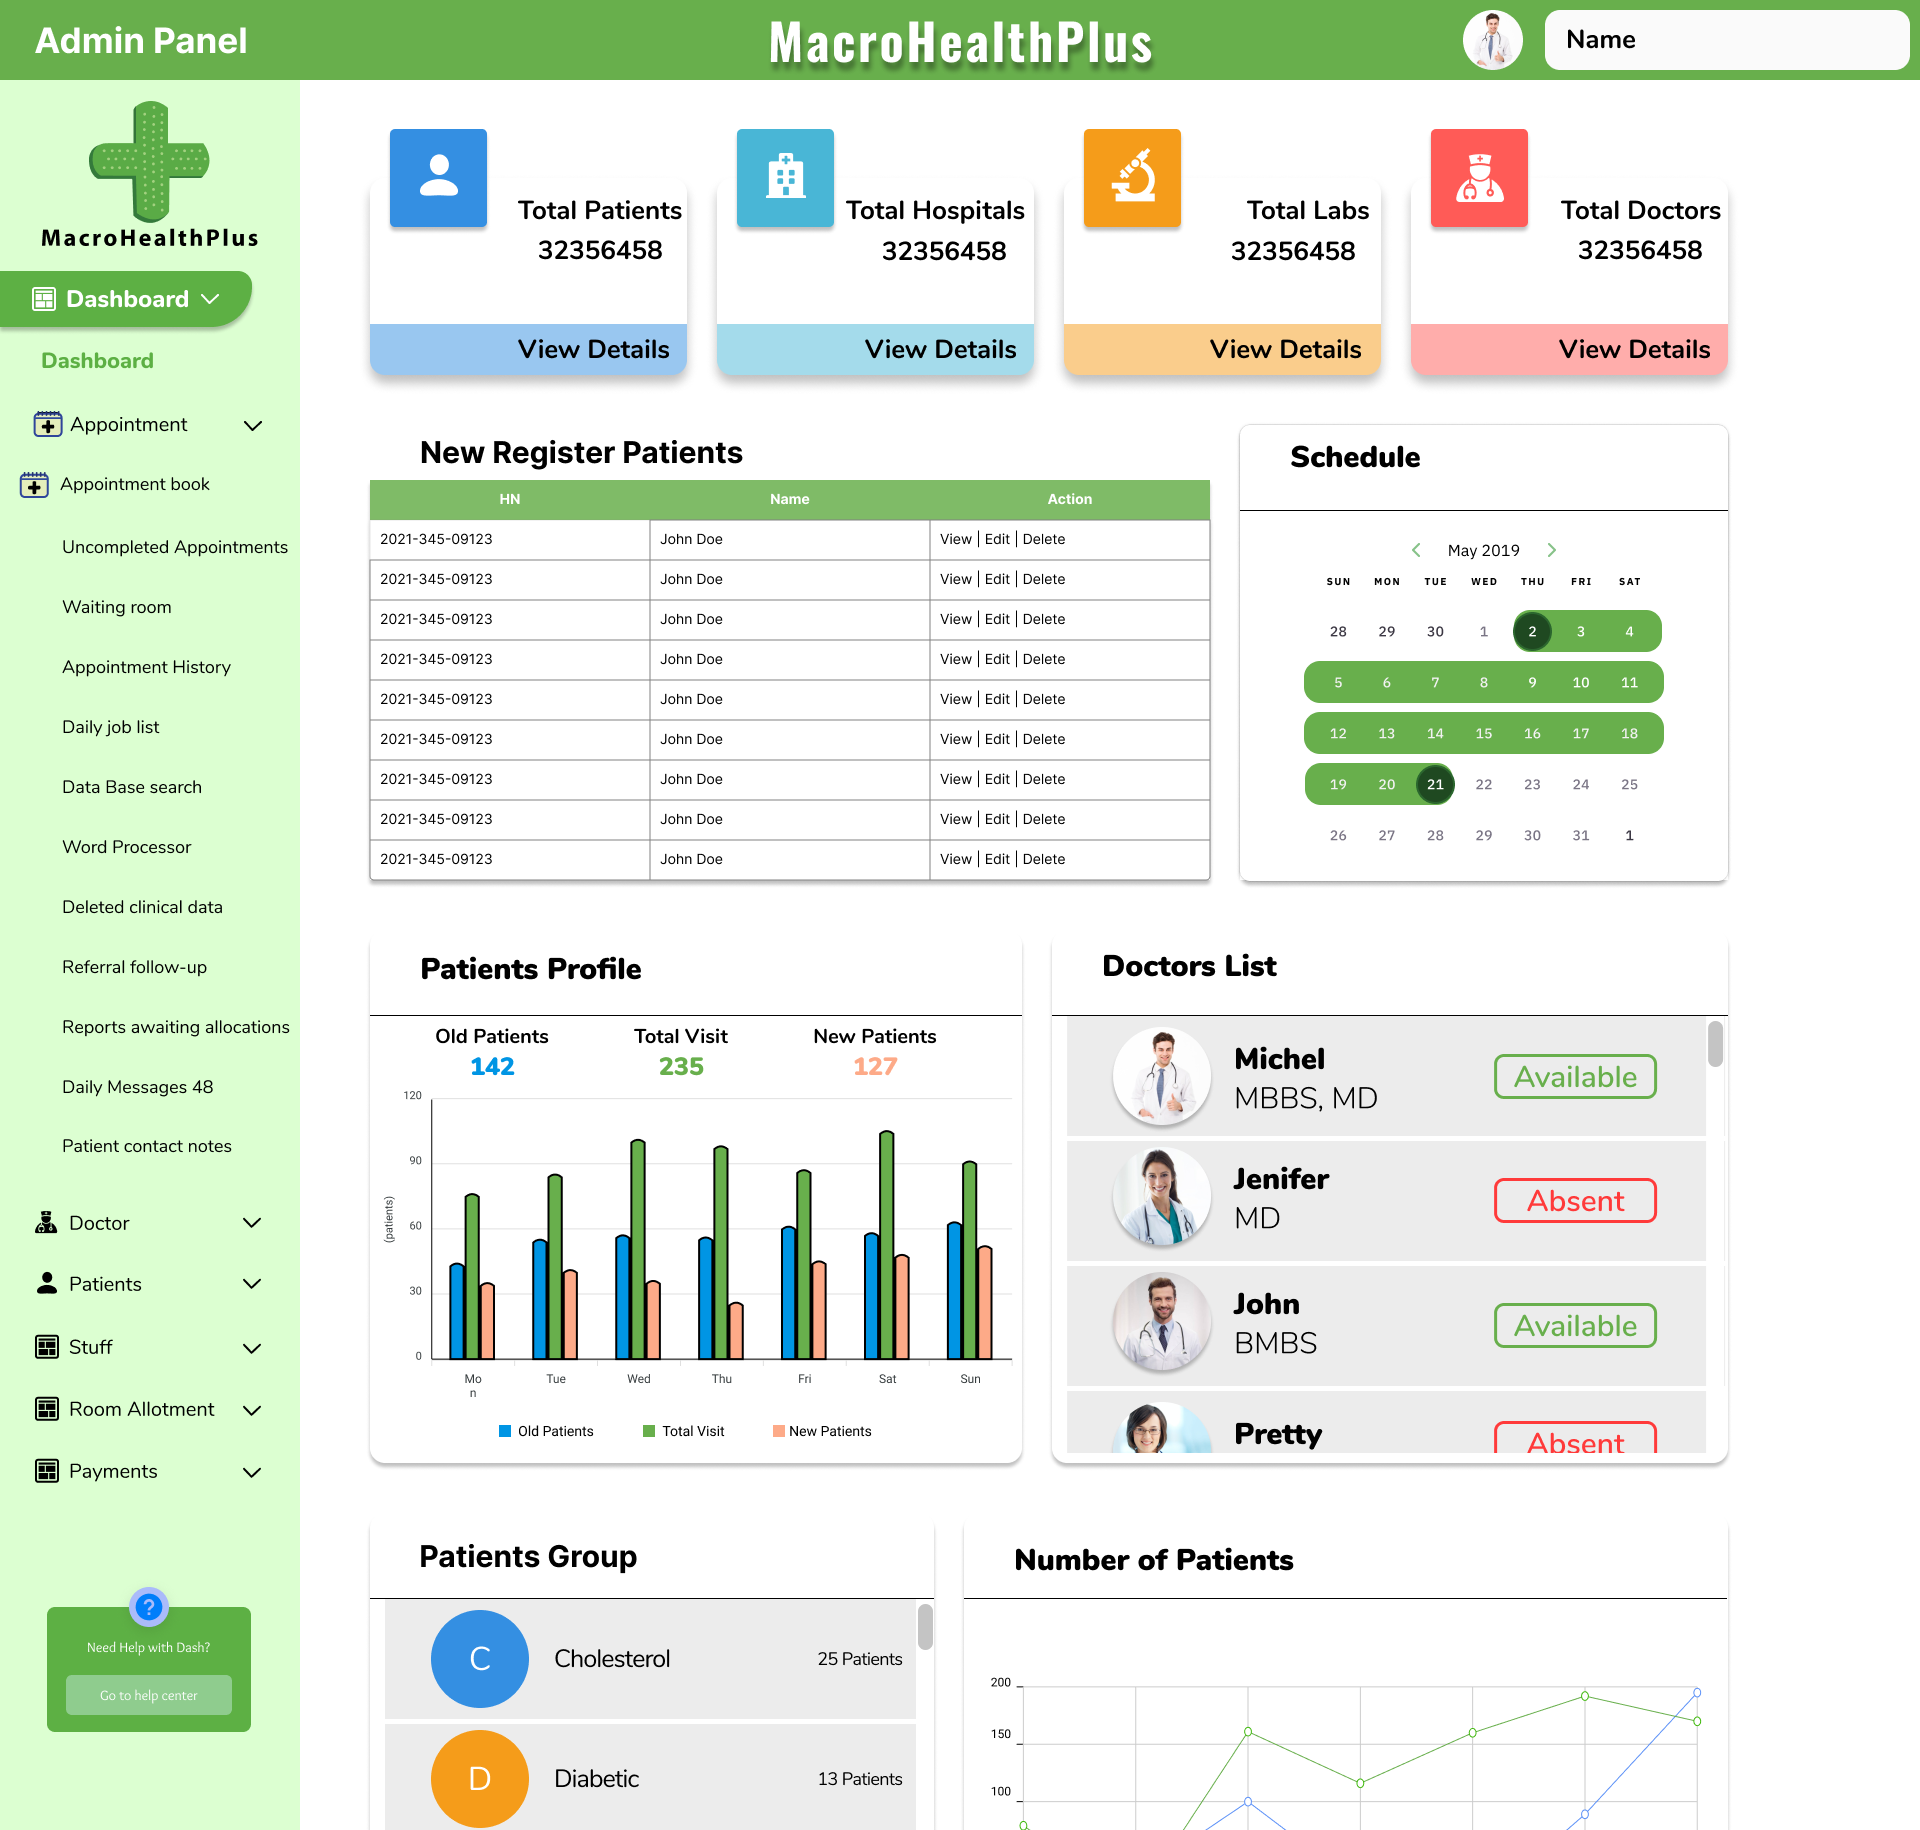 Admin Panel
MacroHealthPlus
Name
MacroHealthPlus
Dashboard
Dashboard
Appointment
Appointment book
Uncompleted Appointments
Waiting room
Appointment History
Daily job list
Data Base search
Word Processor
Deleted clinical data
Referral follow-up
Reports awaiting allocations
Daily Messages 48
Patient contact notes
Doctor
Patients
Stuff
Room Allotment
Payments
?
Need Help with Dash?
Go to help center
Total Patients
32356458
View Details
Total Hospitals
32356458
View Details
Total Labs
32356458
View Details
Total Doctors
32356458
View Details
New Register Patients
HN Name Action
2021-345-09123 John Doe View | Edit | Delete
2021-345-09123 John Doe View | Edit | Delete
2021-345-09123 John Doe View | Edit | Delete
2021-345-09123 John Doe View | Edit | Delete
2021-345-09123 John Doe View | Edit | Delete
2021-345-09123 John Doe View | Edit | Delete
2021-345-09123 John Doe View | Edit | Delete
2021-345-09123 John Doe View | Edit | Delete
2021-345-09123 John Doe View | Edit | Delete
Schedule
May 2019
SUN MON TUE WED THU FRI SAT
28 29 30 1 2 3 4
5 6 7 8 9 10 11
12 13 14 15 16 17 18
19 20 21 22 23 24 25
26 27 28 29 30 31 1
Patients Profile
Old Patients Total Visit New Patients
142 235 127
120
90
60
30
0
(patients)
Mo
n
Tue Wed Thu Fri Sat Sun
Old Patients Total Visit New Patients
Doctors List
Michel
MBBS, MD
Available
Jenifer
MD
Absent
John
BMBS
Available
Pretty
Absent
Patients Group
C Cholesterol 25 Patients
D Diabetic 13 Patients
Number of Patients
200
150
100